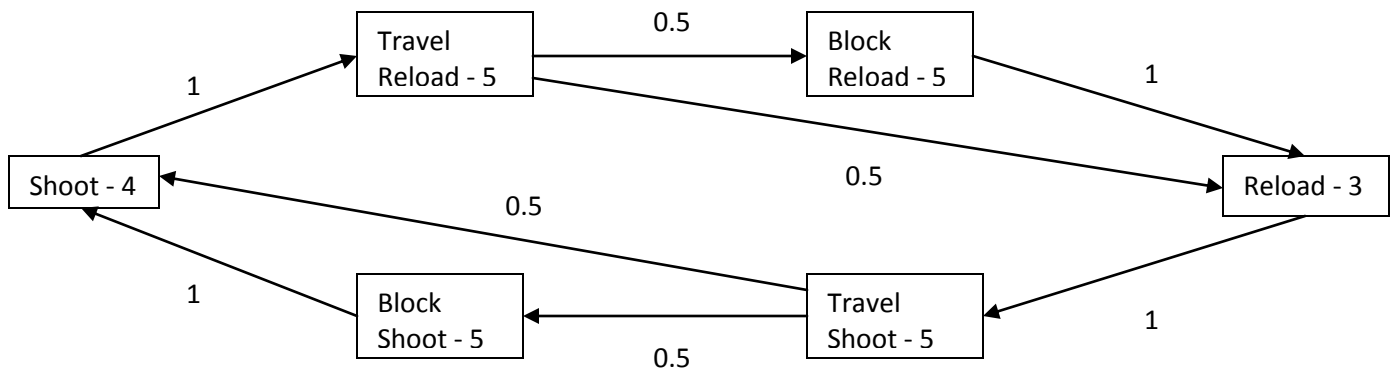 0.5
Travel
Reload - 5
Block
Reload - 5
1
1
Shoot - 4
0.5
Reload - 3
0.5
Block
Shoot - 5
Travel
Shoot - 5
1
1
0.5